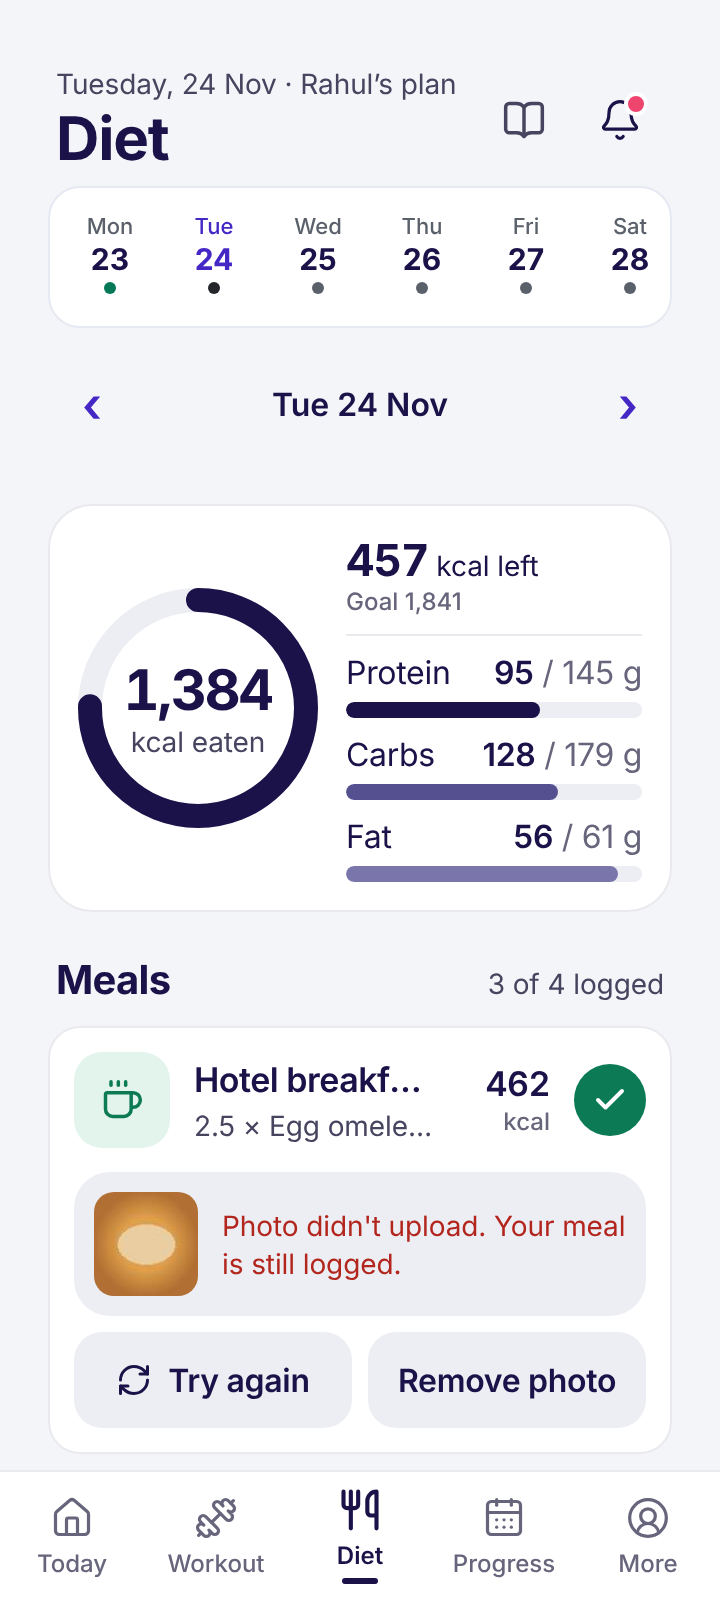 Tuesday, 24 Nov · Rahul’s plan
Diet
Mon Tue Wed Thu Fri Sat
23 24 25 26 27 28
‹ Tue 24 Nov ›
457 kcal left
Goal 1,841
1,384
kcal eaten
Protein 95 / 145 g
Carbs 128 / 179 g
Fat 56 / 61 g
Meals 3 of 4 logged
Hotel breakf... 462
2.5 × Egg omele... kcal
Photo didn't upload. Your meal
is still logged.
Try again Remove photo
Today Workout Diet Progress More